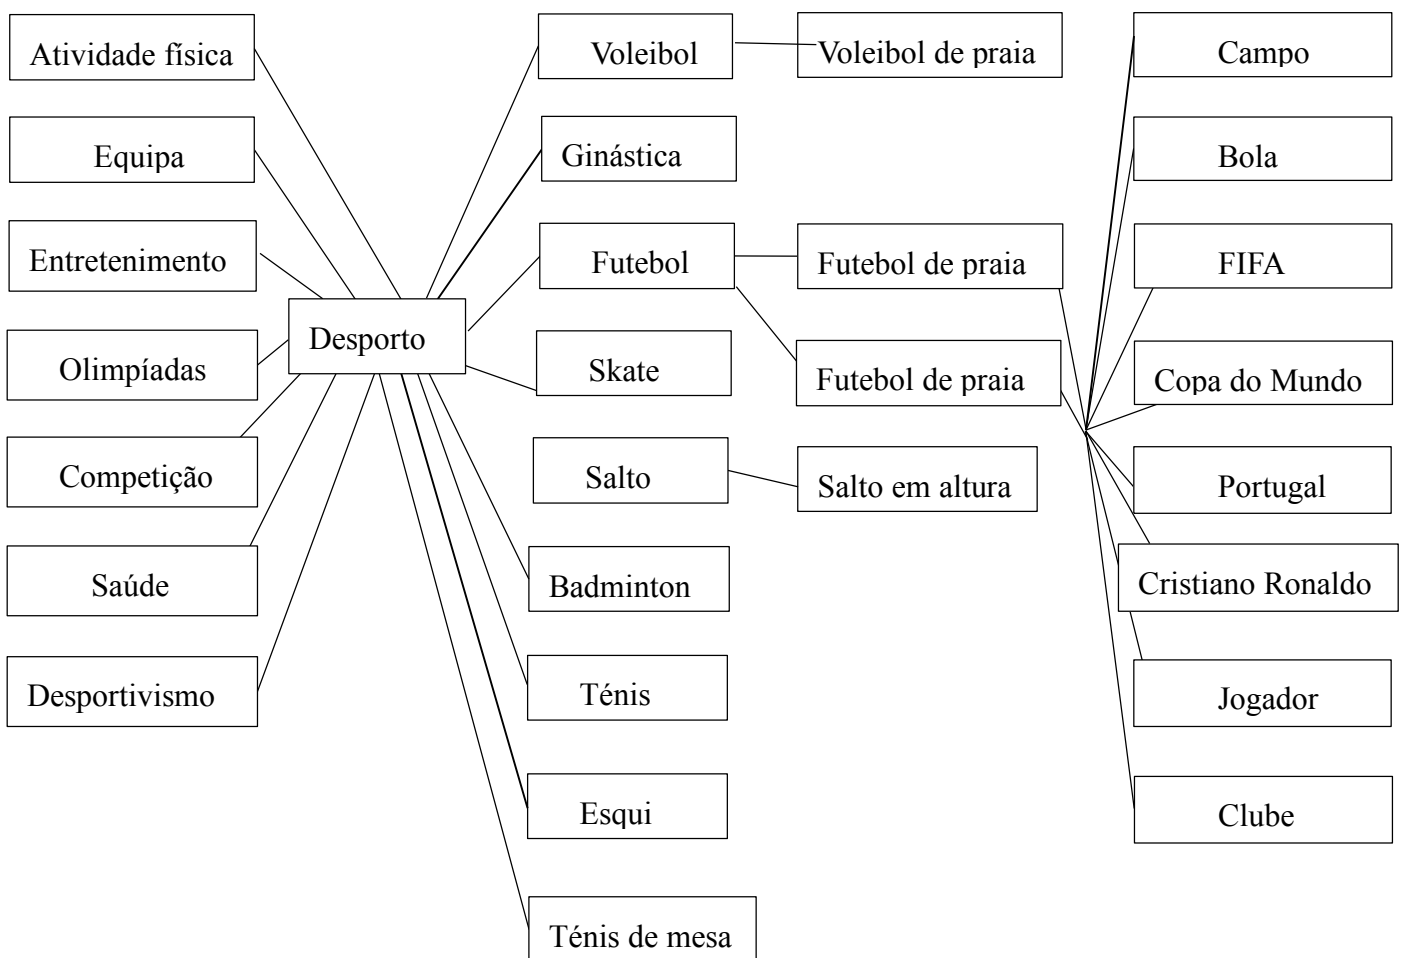 Atividade física
Equipa
Entretenimento
Olimpíadas
Competição
Saúde
Desportivismo
Desporto
Voleibol
Ginástica
Futebol
Skate
Salto
Badminton
Ténis
Esqui
Ténis de mesa
Voleibol de praia
Futebol de praia
Futebol de praia
Salto em altura
Campo
Bola
FIFA
Copa do Mundo
Portugal
Cristiano Ronaldo
Jogador
Clube